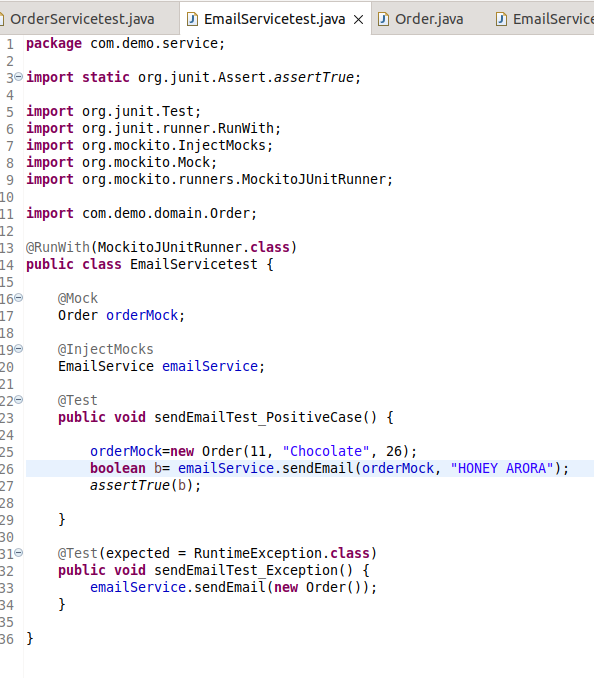 OrderServicetest.java EmailServicetest.java Order.java EmailService
1 package com.demo.service;
2
3 import static org.junit.Assert.assertTrue;
4
5 import org.junit.Test;
6 import org.junit.runner.RunWith;
7 import org.mockito.InjectMocks;
8 import org.mockito.Mock;
9 import org.mockito.runners.MockitoJUnitRunner;
10
11 import com.demo.domain.Order;
12
13 @RunWith(MockitoJUnitRunner.class)
14 public class EmailServicetest {
15
16 @Mock
17 Order orderMock;
18
19 @InjectMocks
20 EmailService emailService;
21
22 @Test
23 public void sendEmailTest_PositiveCase() {
24
25 orderMock=new Order(11, "Chocolate", 26);
26 boolean b= emailService.sendEmail(orderMock, "HONEY ARORA");
27 assertTrue(b);
28
29 }
30
31 @Test(expected = RuntimeException.class)
32 public void sendEmailTest_Exception() {
33 emailService.sendEmail(new Order());
34 }
35
36 }